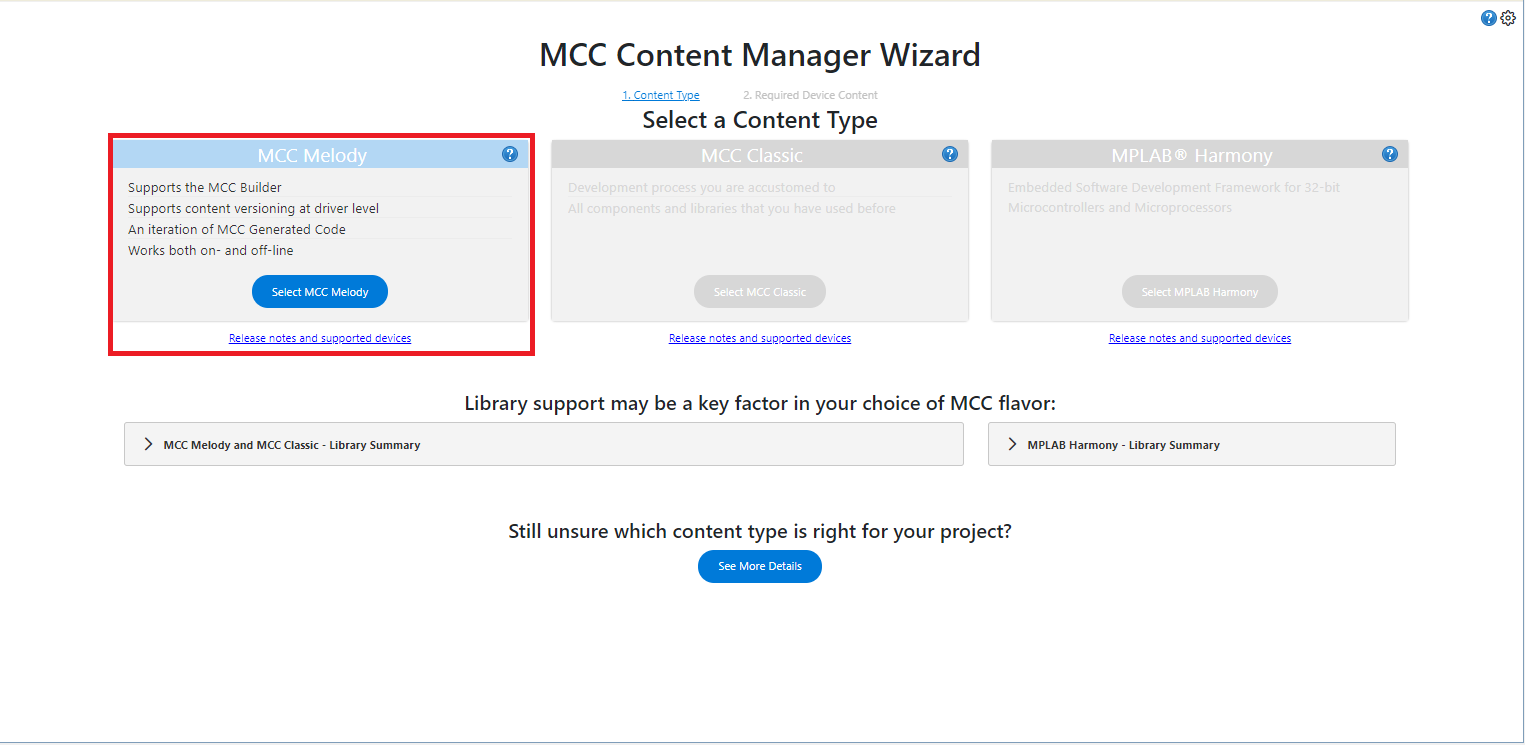 MCC Content Manager Wizard
1. Content Type
2. Required Device Content
Select a Content Type
MCC Melody
Supports the MCC Builder
Supports content versioning at driver level
An iteration of MCC Generated Code
Works both on- and off-line
Select MCC Melody
Release notes and supported devices
MCC Classic
Development process you are accustomed to
All components and libraries that you have used before
Select MCC Classic
Release notes and supported devices
MPLAB® Harmony
Embedded Software Development Framework for 32-bit
Microcontrollers and Microprocessors
Select MPLAB Harmony
Release notes and supported devices
Library support may be a key factor in your choice of MCC flavor:
MCC Melody and MCC Classic - Library Summary
MPLAB Harmony - Library Summary
Still unsure which content type is right for your project?
See More Details